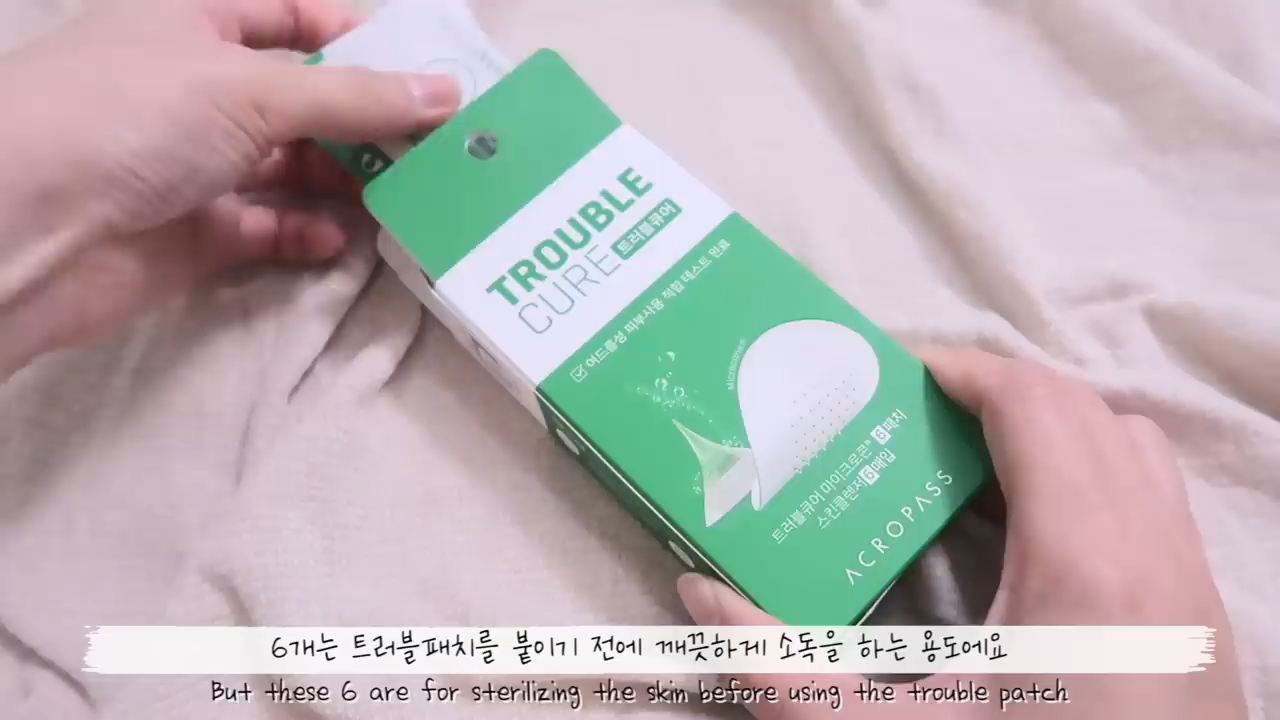 TROUBLE
CURE 트러블큐어
여드름성 피부사용 적합 테스트 완료
트러블큐어 마이크로콘® 6패치
스킨클렌저 6매입
ACROPASS
6개는 트러블패치를 붙이기 전에 깨끗하게 소독을 하는 용도에요
But these 6 are for sterilizing the skin before using the trouble patch